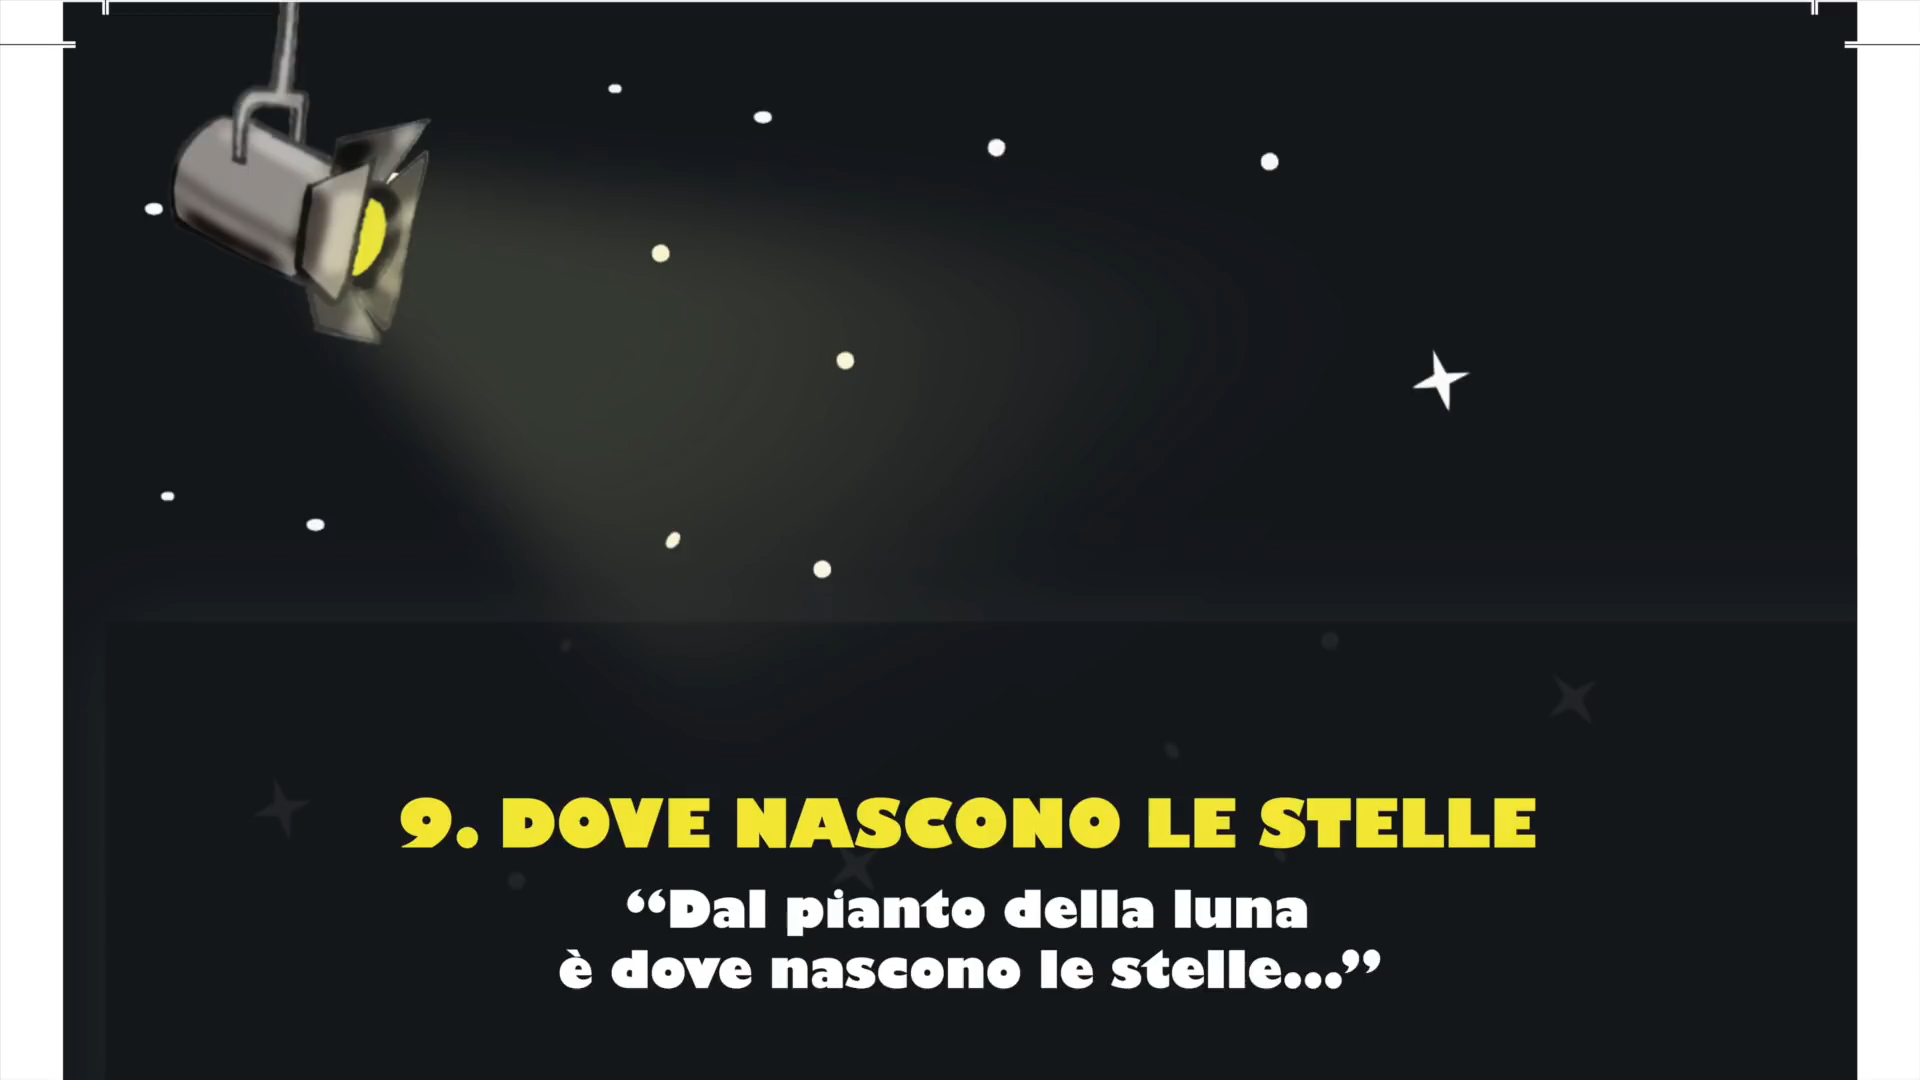 9. DOVE NASCONO LE STELLE
“Dal pianto della luna
è dove nascono le stelle...”